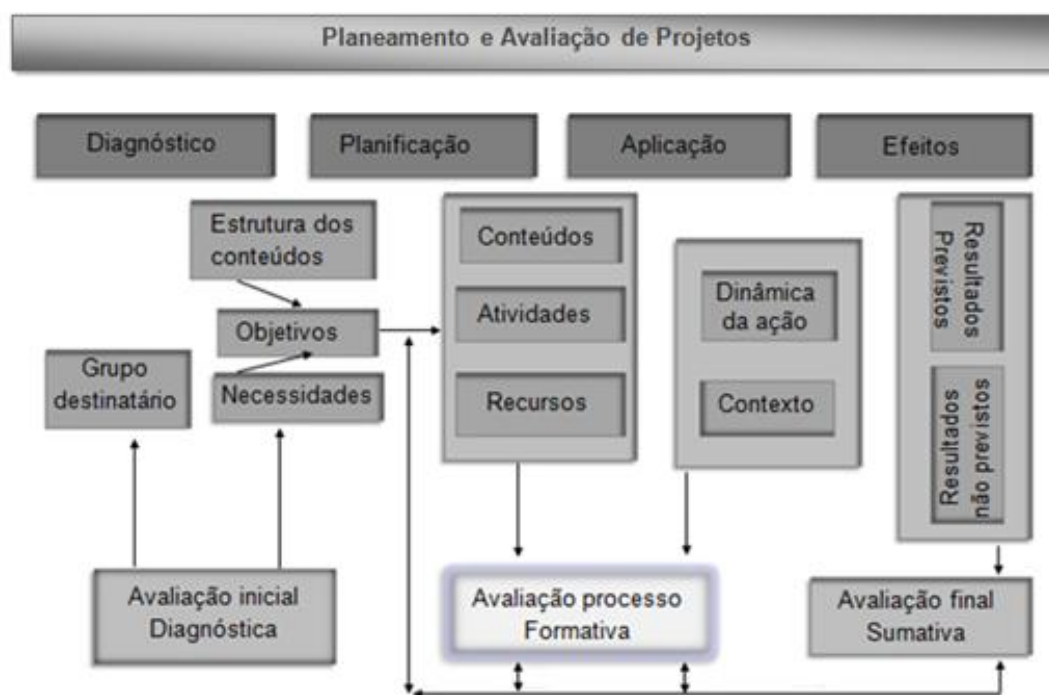 Planeamento e Avaliação de Projetos
Diagnóstico
Planificação
Aplicação
Efeitos
Estrutura dos
conteúdos
Objetivos
Necessidades
Grupo
destinatário
Conteúdos
Atividades
Recursos
Dinâmica
da ação
Contexto
Resultados
Previstos
Resultados
não previstos
Avaliação inicial
Diagnóstica
Avaliação processo
Formativa
Avaliação final
Sumativa